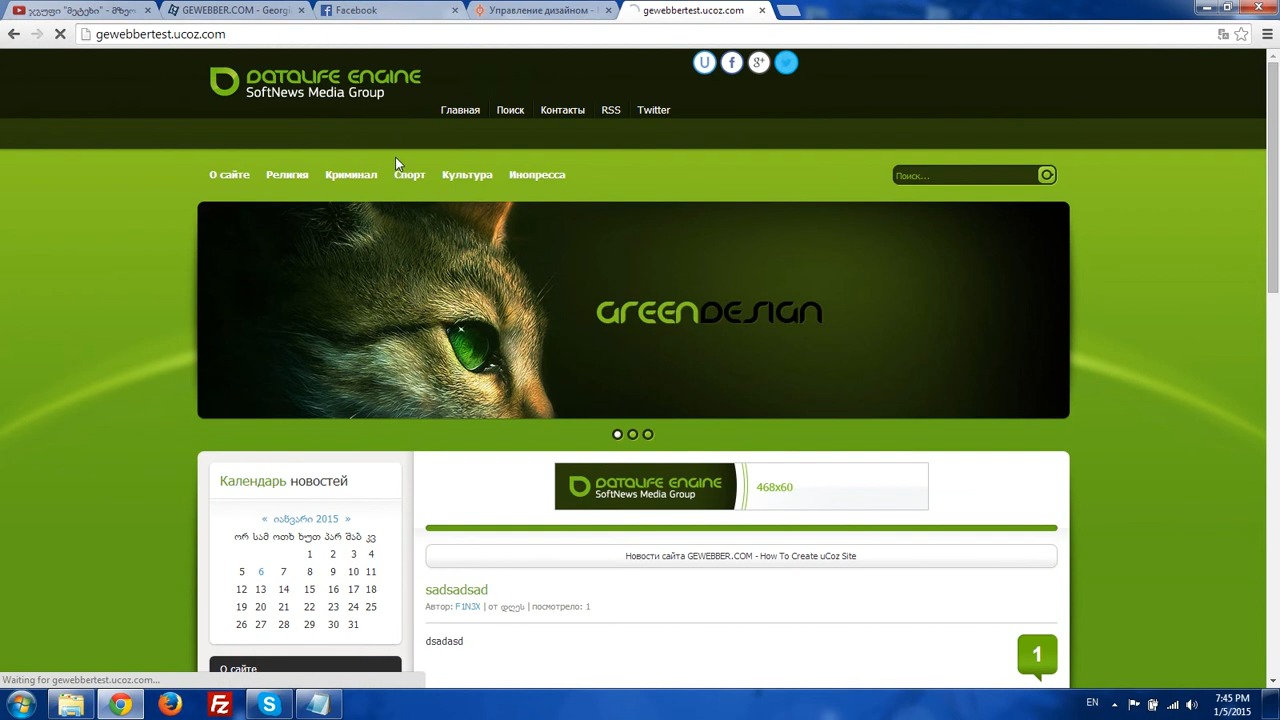 ჯგუფი "მეტეხი" - მზეო
GEWEBBER.COM - Georgi
Facebook
Управление дизайном - I
gewebbertest.ucoz.com
gewebbertest.ucoz.com
DATALIFE ENGINE
SoftNews Media Group
U f g+
Главная Поиск Контакты RSS Twitter
О сайте Религия Криминал Спорт Культура Инопресса
Поиск...
GREENDESIGN
DATALIFE ENGINE
SoftNews Media Group
468x60
Календарь новостей
« იანვარი 2015 »
ორ სამ ოთხ ხუთ პარ შაბ კვ
1 2 3 4
5 6 7 8 9 10 11
12 13 14 15 16 17 18
19 20 21 22 23 24 25
26 27 28 29 30 31
О сайте
Новости сайта GEWEBBER.COM - How To Create uCoz Site
sadsadsad
Автор: F1N3X | от დღეს | посмотрело: 1
dsadasd
1
Waiting for gewebbertest.ucoz.com...
EN
7:45 PM
1/5/2015